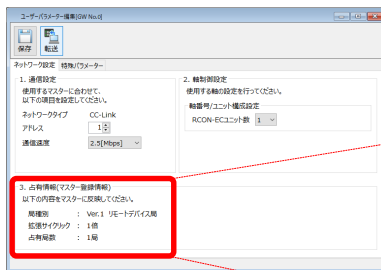 ユーザーパラメーター編集[GW No.0]
保存 転送
ネットワーク設定 特殊パラメーター
1. 通信設定
使用するマスターに合わせて、
以下の項目を設定してください。
ネットワークタイプ CC-Link
アドレス 1
通信速度 2.5[Mbps]
2. 軸制御設定
使用する軸の設定を行ってください。
軸番号/ユニット構成設定
RCON-ECユニット数 1
3. 占有情報(マスター登録情報)
以下の内容をマスターに反映してください。
局種別 : Ver.1 リモートデバイス局
拡張サイクリック : 1倍
占有局数 : 1局